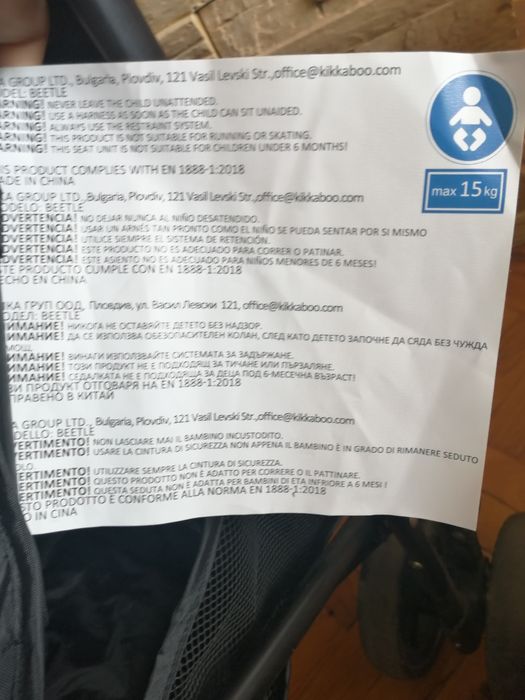 A GROUP LTD., Bulgaria, Plovdiv, 121 Vasil Levski Str.,office@kikkaboo.com
ODEL: BEETLE
ARNING! NEVER LEAVE THE CHILD UNATTENDED.
ARNING! USE A HARNESS AS SOON AS THE CHILD CAN SIT UNAIDED.
ARNING! ALWAYS USE THE RESTRAINT SYSTEM.
ARNING! THIS PRODUCT IS NOT SUITABLE FOR RUNNING OR SKATING.
ARNING! THIS SEAT UNIT IS NOT SUITABLE FOR CHILDREN UNDER 6 MONTHS!
IS PRODUCT COMPLIES WITH EN 1888-1:2018
ADE IN CHINA
max 15 kg
KA GROUP LTD.,Bulgaria, Plovdiv, 121 Vasil Levski Str.,office@kikkaboo.com
ODELO: BEETLE
DVERTENCIA! NO DEJAR NUNCA AL NIÑO DESATENDIDO.
DVERTENCIA! USAR UN ARNÉS TAN PRONTO COMO EL NIÑO SE PUEDA SENTAR POR SI MISMO
DVERTENCIA! UTILICE SIEMPRE EL SISTEMA DE RETENCIÓN.
DVERTENCIA! ESTE PRODUCTO NO ES ADECUADO PARA CORRER O PATINAR.
DVERTENCIA! ESTE ASIENTO NO ES ADECUADO PARA NIÑOS MENORES DE 6 MESES!
STE PRODUCTO CUMPLE CON EN 1888-1:2018
ECHO EN CHINA
КА ГРУП ООД, Пловдив, ул. Васил Левски 121, office@kikkaboo.com
ОДЕЛ: BEETLE
НИМАНИЕ! НИКОГА НЕ ОСТАВЯЙТЕ ДЕТЕТО БЕЗ НАДЗОР.
НИМАНИЕ! ДА СЕ ИЗПОЛЗВА ОБЕЗОПАСИТЕЛЕН КОЛАН, СЛЕД КАТО ДЕТЕТО ЗАПОЧНЕ ДА СЯДА БЕЗ ЧУЖДА
МОЩ.
НИМАНИЕ! ВИНАГИ ИЗПОЛЗВАЙТЕ СИСТЕМАТА ЗА ЗАДЪРЖАНЕ.
НИМАНИЕ! ТОЗИ ПРОДУКТ НЕ Е ПОДХОДЯЩ ЗА ТИЧАНЕ ИЛИ ПЪРЗАЛЯНЕ.
НИМАНИЕ! СЕДАЛКАТА НЕ Е ПОДХОДЯЩА ЗА ДЕЦА ПОД 6-МЕСЕЧНА ВЪЗРАСТ!
ЗИ ПРОДУКТ ОТГОВАРЯ НА EN 1888-1:2018
ПРАВЕНО В КИТАЙ
A GROUP LTD., Bulgaria, Plovdiv, 121 Vasil Levski Str.,office@kikkaboo.com
DELLO: BEETLE
VERTIMENTO! NON LASCIARE MAI IL BAMBINO INCUSTODITO.
VERTIMENTO! USARE LA CINTURA DI SICUREZZA NON APPENA IL BAMBINO È IN GRADO DI RIMANERE SEDUTO
OLO
VERTIMENTO! UTILIZZARE SEMPRE LA CINTURA DI SICUREZZA.
VERTIMENTO! QUESTO PRODOTTO NON È ADATTO PER CORRERE O IL PATTINARE.
VERTIMENTO! QUESTA SEDUTA NON È ADATTA PER BAMBINI DI ETÀ INFRIORE A 6 MESI !
STO PRODOTTO È CONFORME ALLA NORMA EN 1888-1:2018
O IN CINA